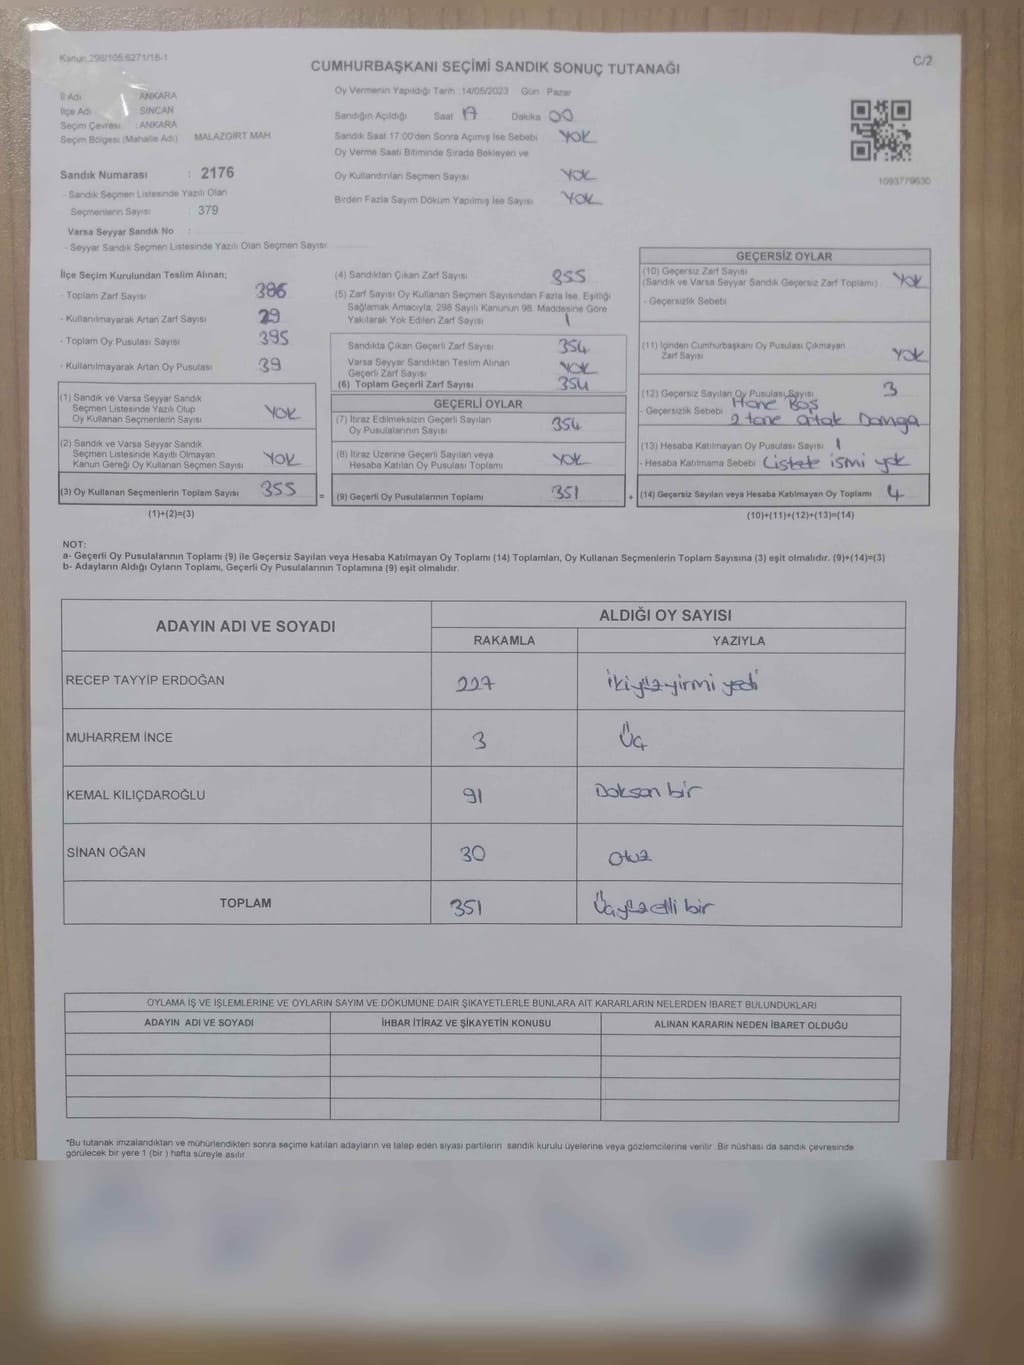 Kanun:298/105;6271/18-1
C/2
CUMHURBAŞKANI SEÇİMİ SANDIK SONUÇ TUTANAĞI
İl Adı : ANKARA
İlçe Adı : SİNCAN
Seçim Çevresi : ANKARA
Seçim Bölgesi (Mahalle Adı) MALAZGİRT MAH.
Sandık Numarası : 2176
- Sandık Seçmen Listesinde Yazılı Olan
Seçmenlerin Sayısı : 379
Varsa Seyyar Sandık No :
- Seyyar Sandık Seçmen Listesinde Yazılı Olan Seçmen Sayısı
Oy Vermenin Yapıldığı Tarih :14/05/2023 Gün: Pazar
Sandığın Açıldığı Saat 17 Dakika 00
Sandık Saat 17.00'den Sonra Açımış İse Sebebi YOK
Oy Verme Saati Bitiminde Sırada Bekleyen ve
Oy Kullandırılan Seçmen Sayısı YOK
Birden Fazla Sayım Döküm Yapılmış İse Sayısı YOK
1093779630
İlçe Seçim Kurulundan Teslim Alınan;
- Toplam Zarf Sayısı 386
- Kullanılmayarak Artan Zarf Sayısı 29
- Toplam Oy Pusulası Sayısı 395
- Kullanılmayarak Artan Oy Pusulası 39
(1) Sandık ve Varsa Seyyar Sandık
Seçmen Listesinde Yazılı Olup
Oy Kullanan Seçmenlerin Sayısı YOK
(2) Sandık ve Varsa Seyyar Sandık
Seçmen Listesinde Kayıtlı Olmayan
Kanun Gereği Oy Kullanan Seçmen Sayısı YOK
(3) Oy Kullanan Seçmenlerin Toplam Sayısı 355
(1)+(2)=(3)
(4) Sandıktan Çıkan Zarf Sayısı 355
(5) Zarf Sayısı Oy Kullanan Seçmen Sayısından Fazla İse, Eşitliği
Sağlamak Amacıyla; 298 Sayılı Kanunun 98. Maddesine Göre
Yakılarak Yok Edilen Zarf Sayısı 1
Sandıkta Çıkan Geçerli Zarf Sayısı 354
Varsa Seyyar Sandıktan Teslim Alınan
Geçerli Zarf Sayısı YOK
(6) Toplam Geçerli Zarf Sayısı 354
GEÇERLİ OYLAR
(7) İtiraz Edilmeksizin Geçerli Sayılan
Oy Pusulalarının Sayısı 354
(8) İtiraz Üzerine Geçerli Sayılan veya
Hesaba Katılan Oy Pusulası Toplamı YOK
= (9) Geçerli Oy Pusulalarının Toplamı 351 +
GEÇERSİZ OYLAR
(10) Geçersiz Zarf Sayısı
(Sandık ve Varsa Seyyar Sandık Geçersiz Zarf Toplamı) YOK
- Geçersizlik Sebebi
(11) İçinden Cumhurbaşkanı Oy Pusulası Çıkmayan
Zarf Sayısı YOK
(12) Geçersiz Sayılan Oy Pusulası Sayısı 3
- Geçersizlik Sebebi Hane Boş
2 tane ortak Damga
(13) Hesaba Katılmayan Oy Pusulası Sayısı 1
- Hesaba Katılmama Sebebi Listede ismi yok
(14) Geçersiz Sayılan veya Hesaba Katılmayan Oy Toplamı 4
(10)+(11)+(12)+(13)=(14)
NOT:
a- Geçerli Oy Pusulalarının Toplamı (9) ile Geçersiz Sayılan veya Hesaba Katılmayan Oy Toplamı (14) Toplamları, Oy Kullanan Seçmenlerin Toplam Sayısına (3) eşit olmalıdır. (9)+(14)=(3)
b- Adayların Aldığı Oyların Toplamı, Geçerli Oy Pusulalarının Toplamına (9) eşit olmalıdır.
ADAYIN ADI VE SOYADI ALDIĞI OY SAYISI
RAKAMLA YAZIYLA
RECEP TAYYİP ERDOĞAN 227 ikiyüzyirmi yedi
MUHARREM İNCE 3 Üç
KEMAL KILIÇDAROĞLU 91 Doksan bir
SİNAN OĞAN 30 Otuz
TOPLAM 351 Üçyüzelli bir
OYLAMA İŞ VE İŞLEMLERİNE VE OYLARIN SAYIM VE DÖKÜMÜNE DAİR ŞİKAYETLERLE BUNLARA AİT KARARLARIN NELERDEN İBARET BULUNDUKLARI
ADAYIN ADI VE SOYADI İHBAR İTİRAZ VE ŞİKAYETİN KONUSU ALINAN KARARIN NEDEN İBARET OLDUĞU
*Bu tutanak imzalandıktan ve mühürlendikten sonra seçime katılan adayların ve talep eden siyasi partilerin sandık kurulu üyelerine veya gözlemcilerine verilir. Bir nüshası da sandık çevresinde
görülecek bir yere 1 (bir ) hafta süreyle asılır.